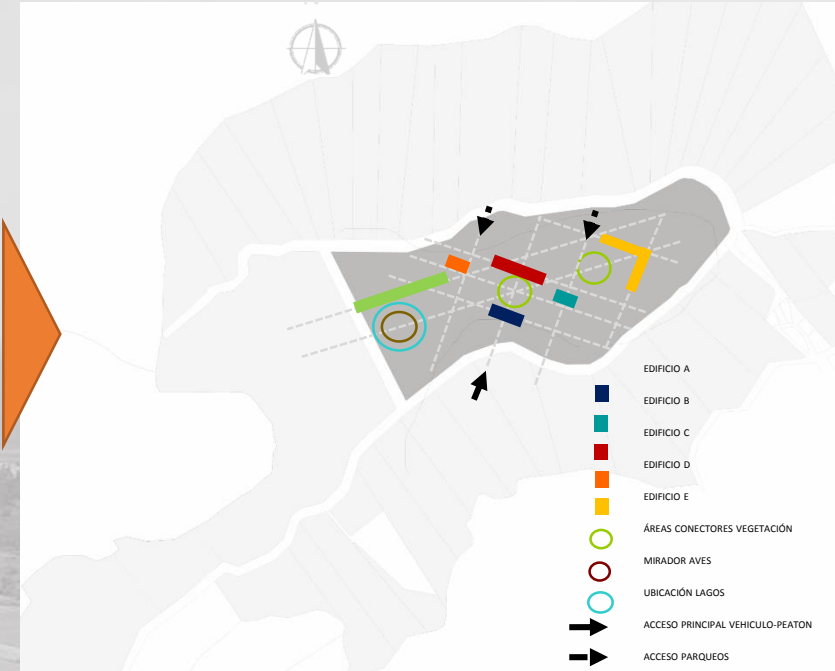 EDIFICIO A
EDIFICIO B
EDIFICIO C
EDIFICIO D
EDIFICIO E
ÁREAS CONECTORES VEGETACIÓN
MIRADOR AVES
UBICACIÓN LAGOS
ACCESO PRINCIPAL VEHICULO-PEATON
ACCESO PARQUEOS